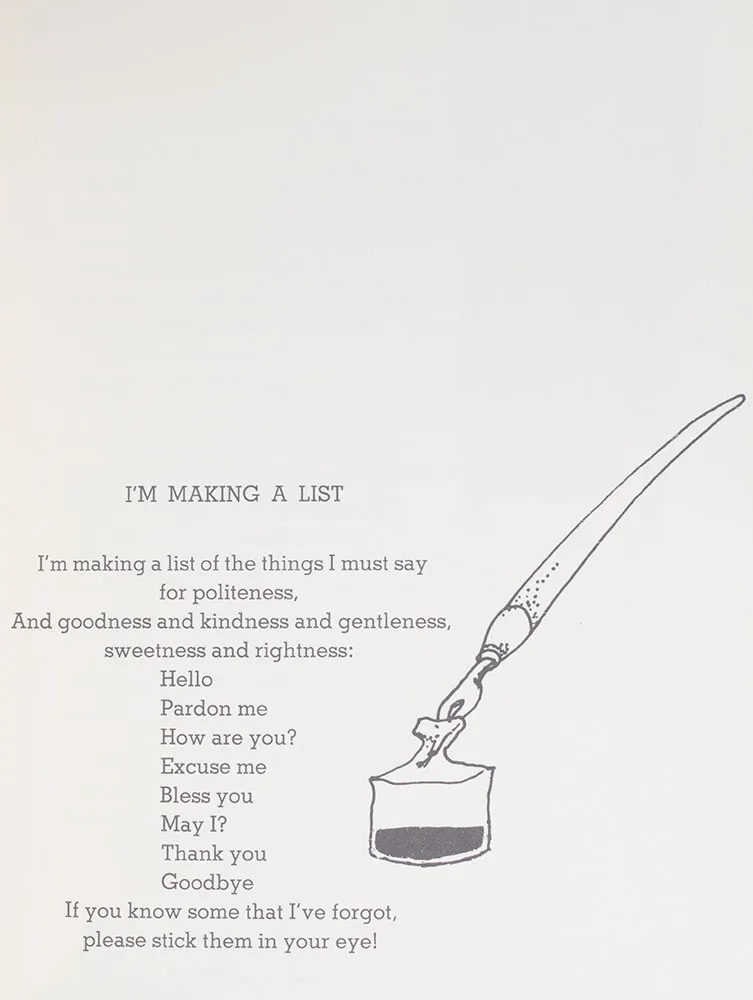 I'M MAKING A LIST
I'm making a list of the things I must say
for politeness,
And goodness and kindness and gentleness,
sweetness and rightness:
Hello
Pardon me
How are you?
Excuse me
Bless you
May I?
Thank you
Goodbye
If you know some that I've forgot,
please stick them in your eye!